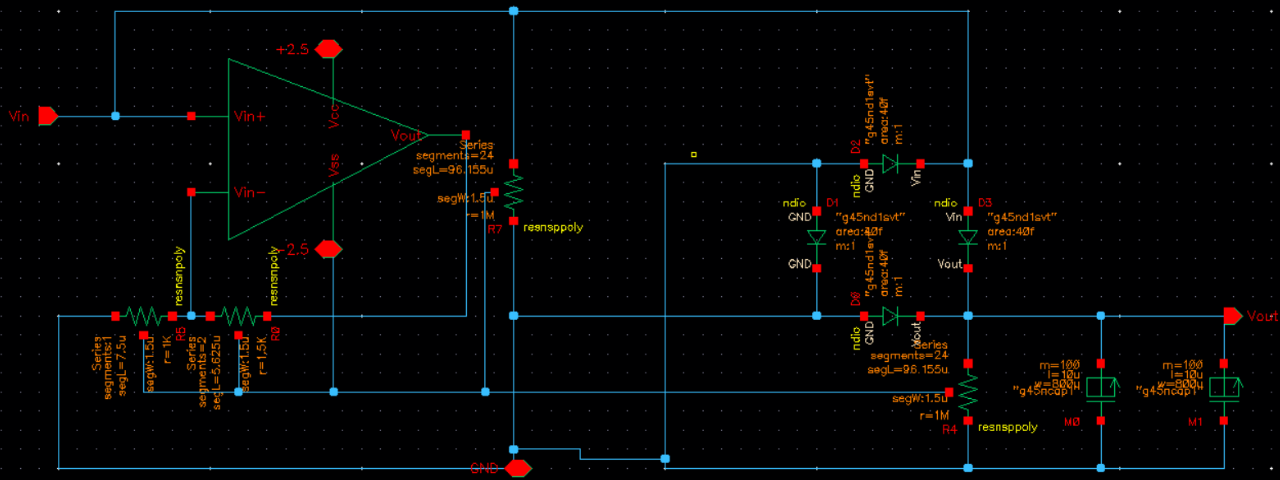 Vin
+2.5
Vin+
Vcc
Vout
Vss
Vin-
-2.5
Series
segments=24
segL=96.155u
segW:1.5u
r=1M
R7
resnsppoly
resnsnpoly
resnsnpoly
R5
R0
Series
segments:1
segL=7.5u
segW:1.5u
r=1K
Series
segments=2
segL=5.625u
segW:1.5u
r=1.5K
GND
D2
"g45nd1svt"
area:40f
m:1
ndio
GND
Vin
ndio
D1
GND
"g45nd1svt"
area:40f
m:1
GND
ndio
D3
Vin
"g45nd1svt"
area:40f
m:1
Vout
D0
"g45nd1svt"
area:40f
m:1
ndio
GND
Vout
Series
segments=24
segL=96.155u
segW:1.5u
r=1M
R4
resnsppoly
m=100
l=10u
w=800u
"g45ncap1"
M0
m=100
l=10u
w=800u
"g45ncap1"
M1
Vout